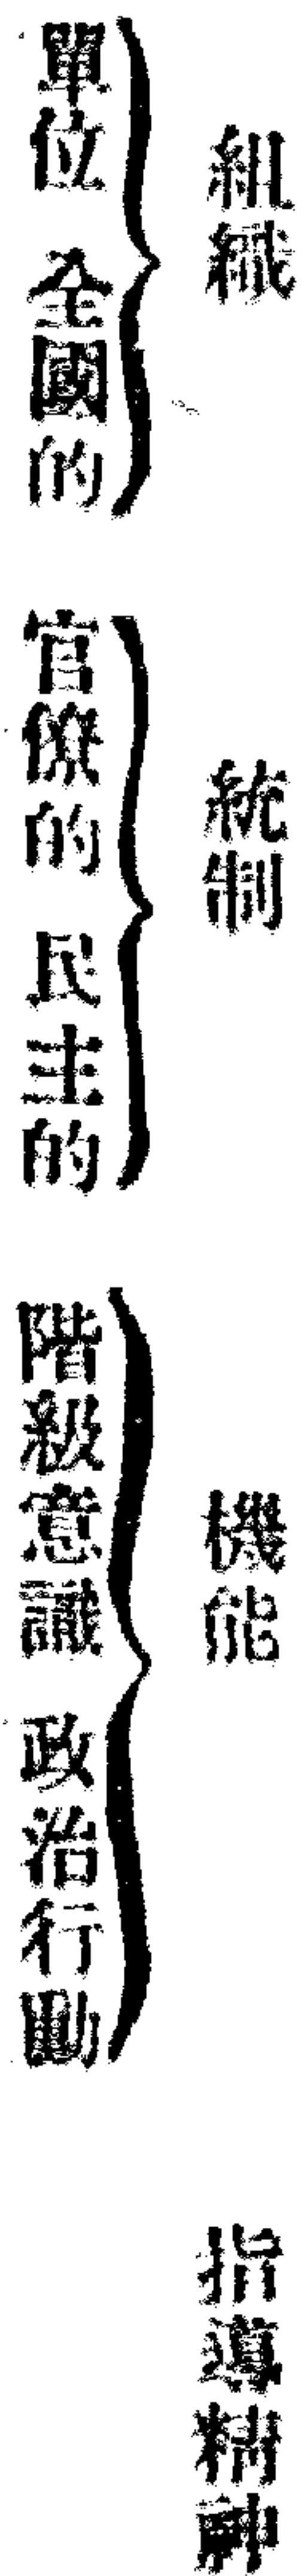 組織 統制 機能 指導精神
單位 全國的 官僚的 民主的 階級意識 政治行動